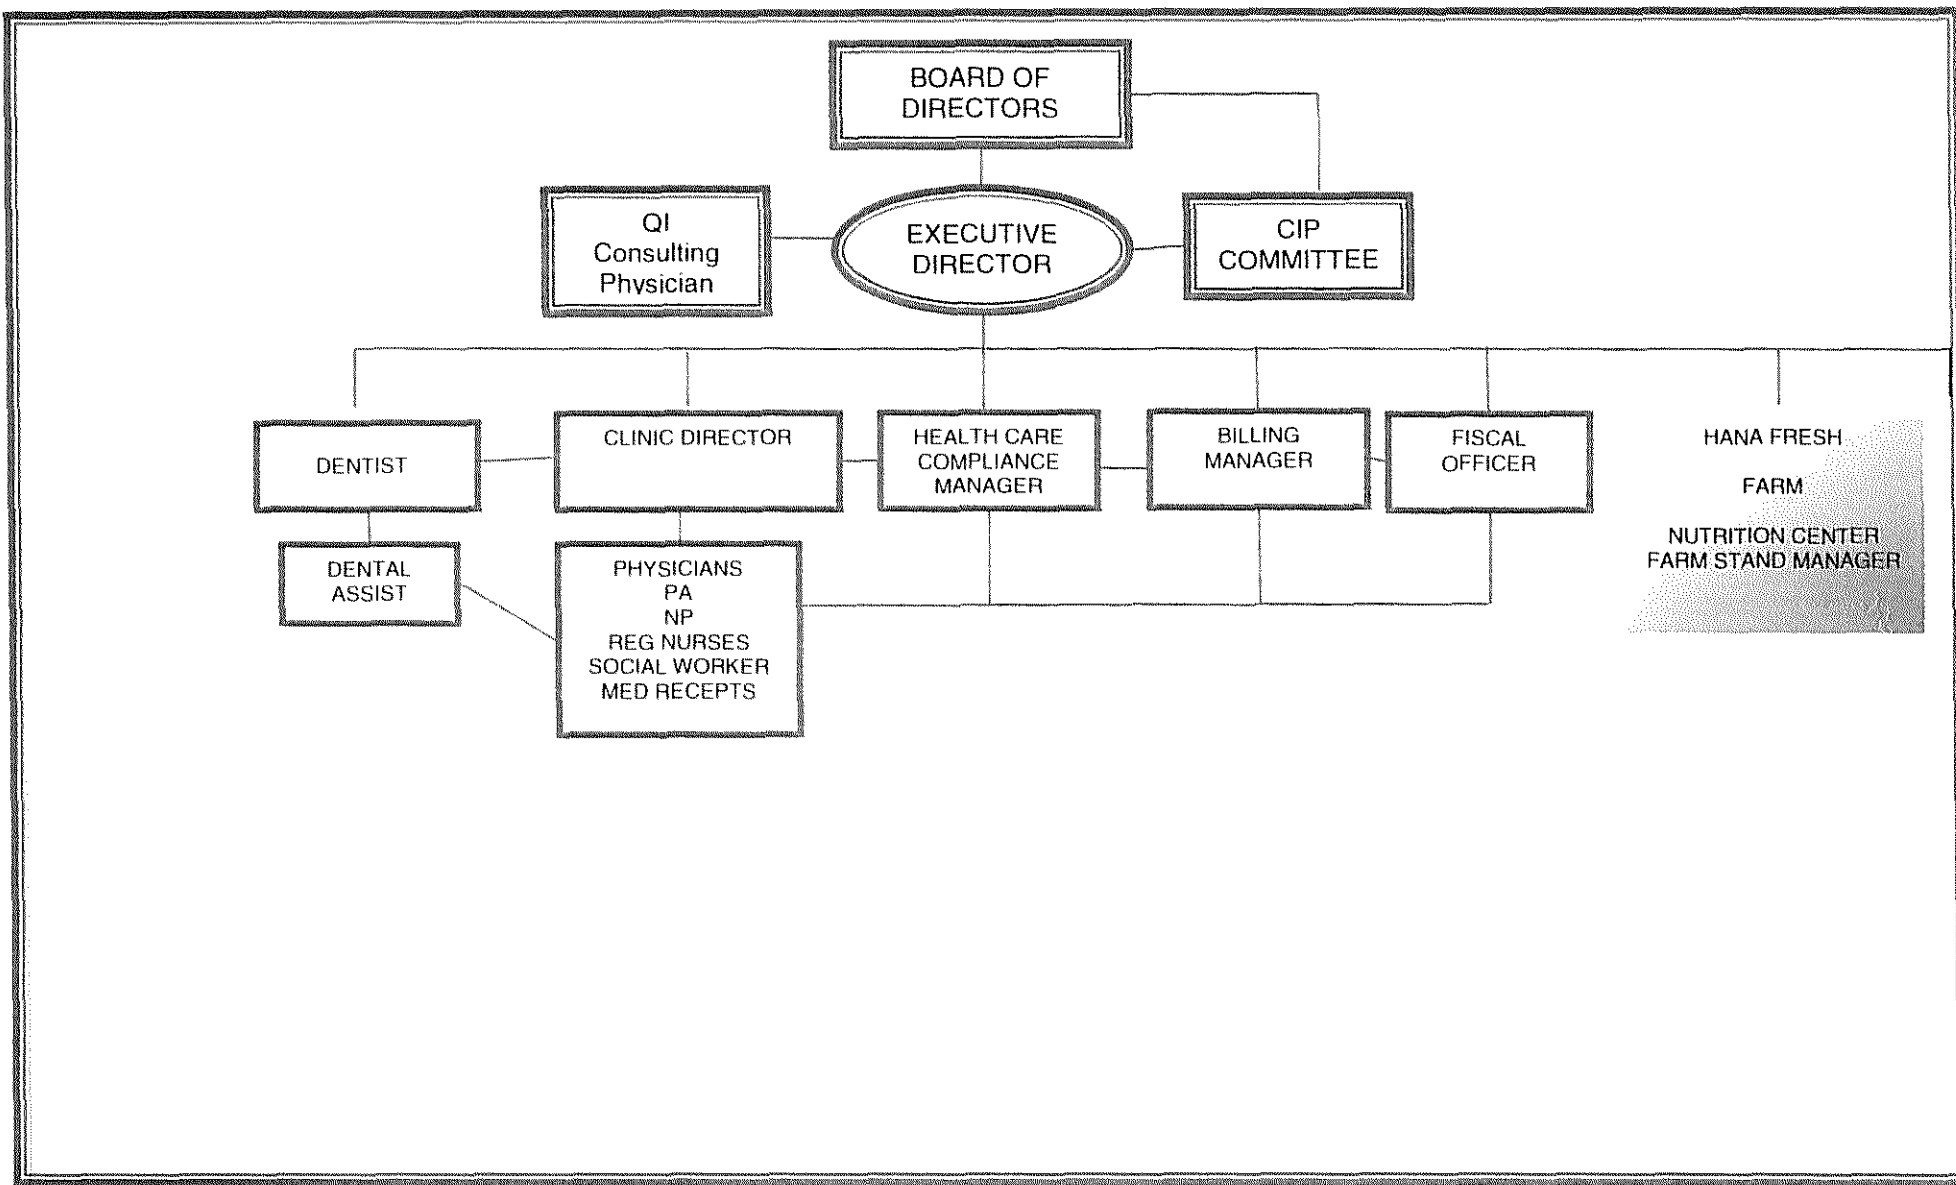 BOARD OF
DIRECTORS
QI
Consulting
Physician
EXECUTIVE
DIRECTOR
CIP
COMMITTEE
DENTIST
CLINIC DIRECTOR
HEALTH CARE
COMPLIANCE
MANAGER
BILLING
MANAGER
FISCAL
OFFICER
HANA FRESH
FARM
NUTRITION CENTER
FARM STAND MANAGER
DENTAL
ASSIST
PHYSICIANS
PA
NP
REG NURSES
SOCIAL WORKER
MED RECEPTS